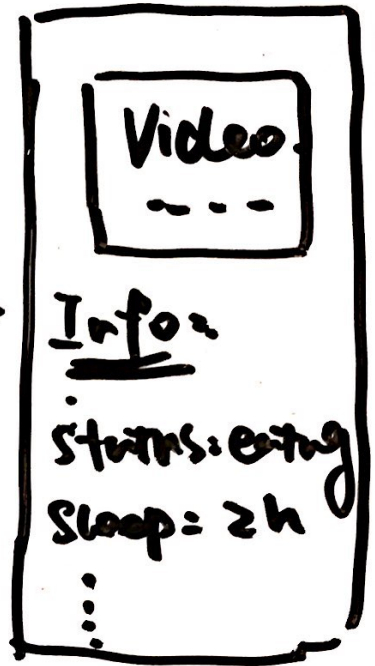 Video.
- - -
Info:
status: eating
sleep: 2h